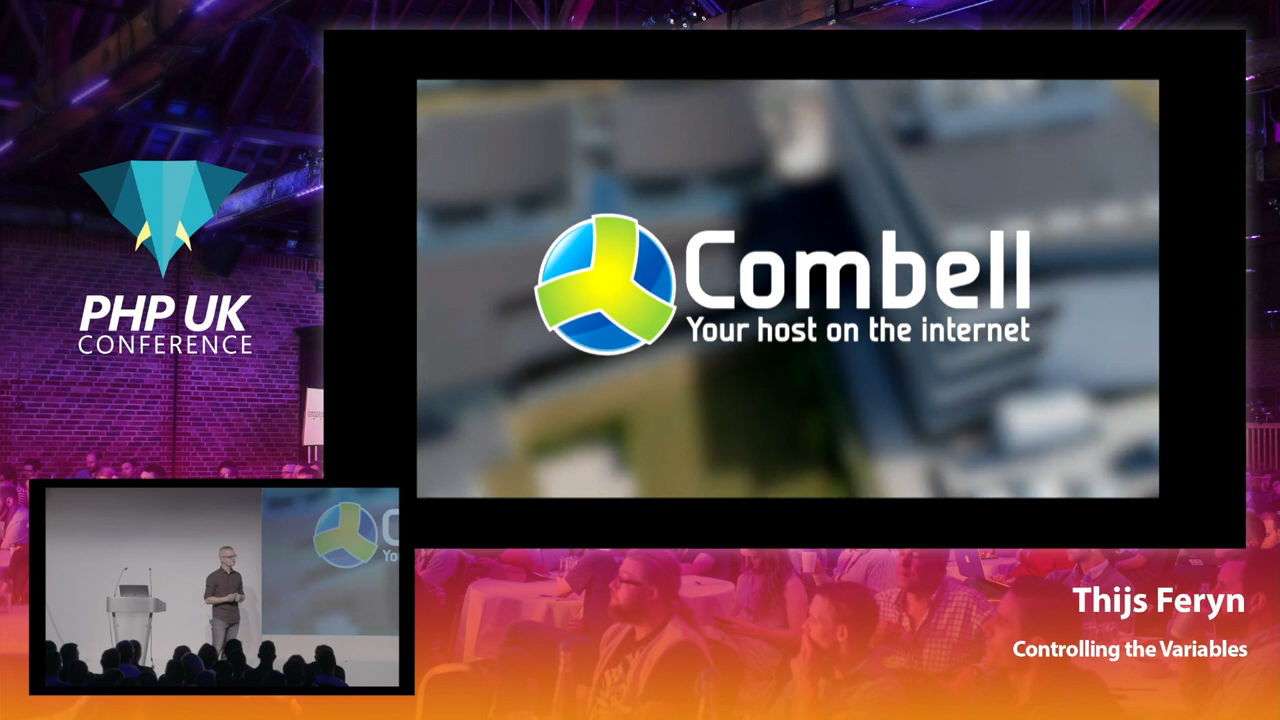 PHP UK
CONFERENCE
Combell
Your host on the internet
Thijs Feryn
Controlling the Variables